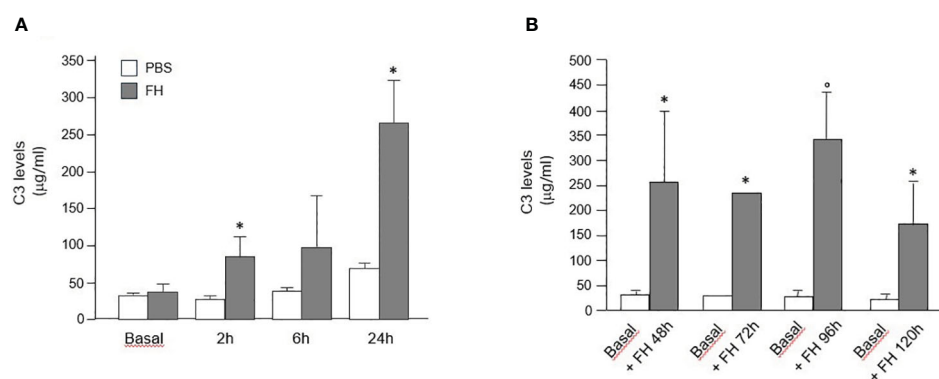 A
B
350
300
250
200
150
100
50
0
C3 levels
(μg/ml)
PBS
FH
*
*
Basal
2h
6h
24h
500
450
400
350
300
250
200
150
100
50
0
C3 levels
(μg/ml)
*
*
°
*
Basal
+ FH 48h
Basal
+ FH 72h
Basal
+ FH 96h
Basal
+ FH 120h